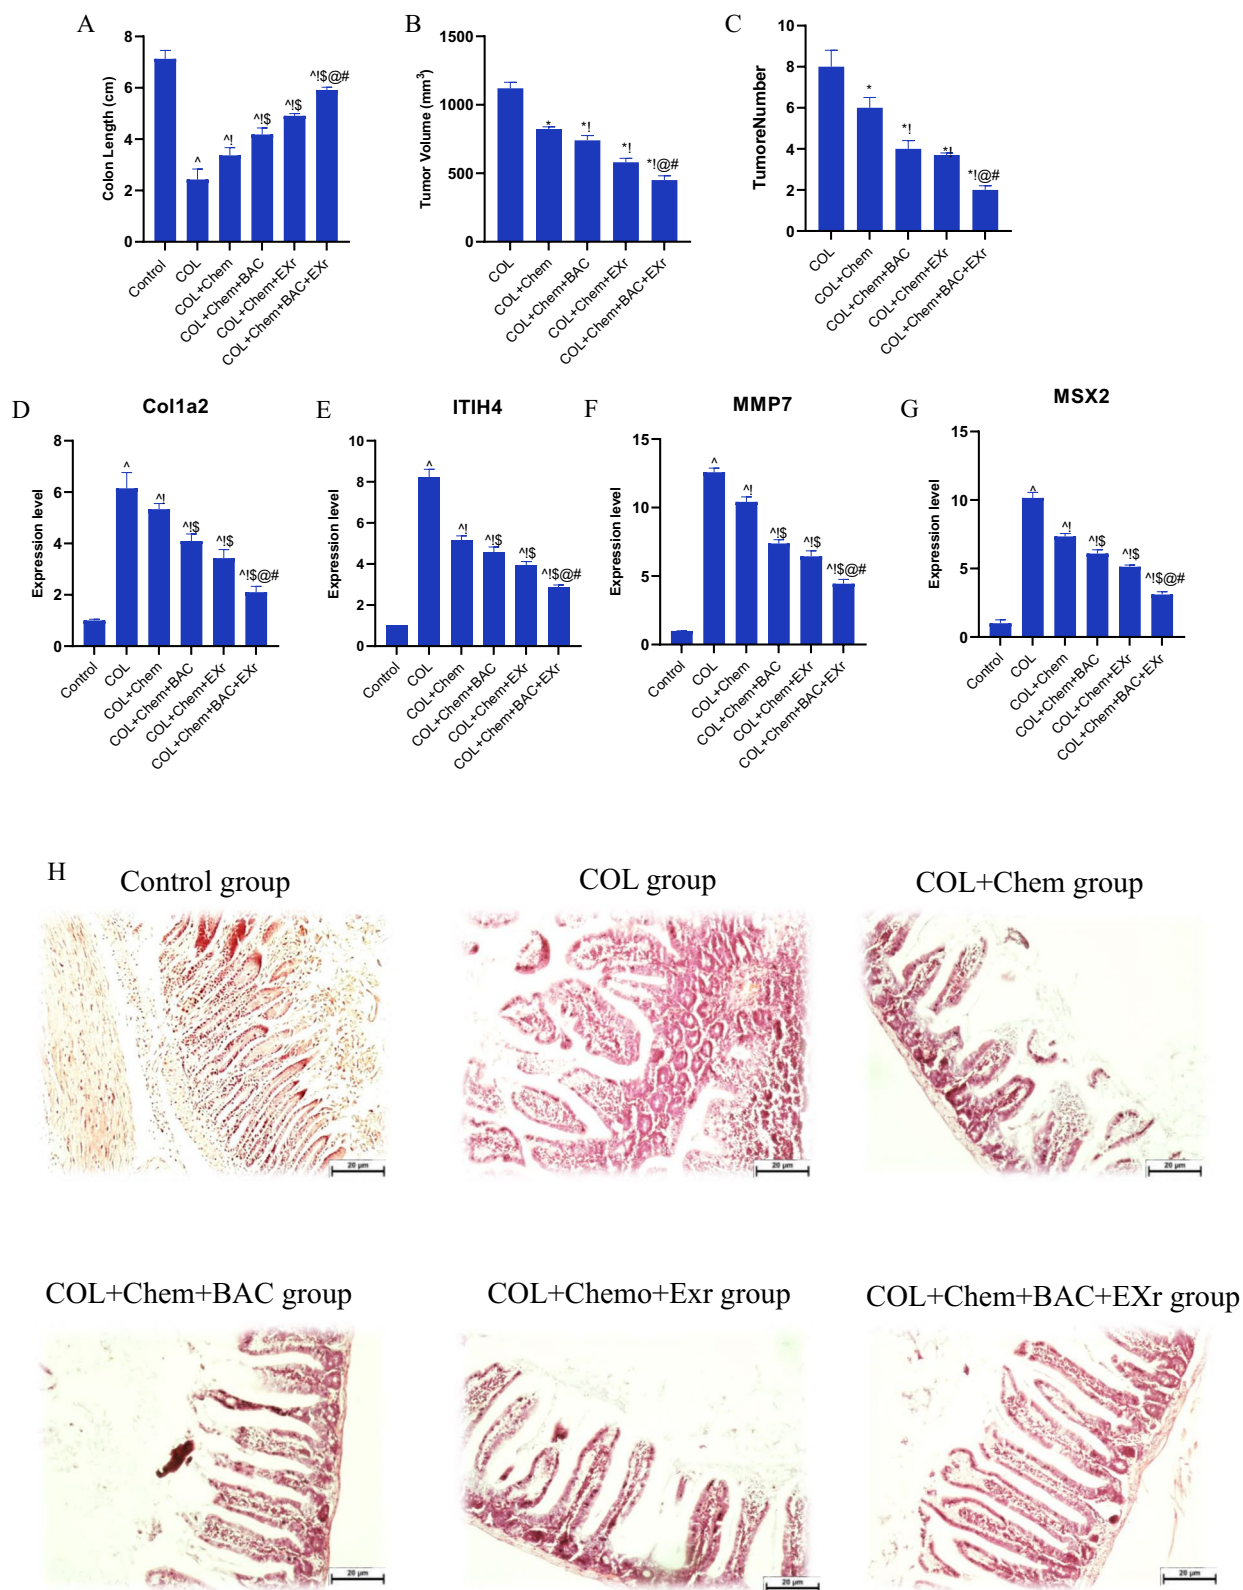 A
Colon Length (cm)
8
6
4
2
0
^
^!
^!$
^!$
^!$@#
Control
COL
COL+Chem
COL+Chem+BAC
COL+Chem+EXr
COL+Chem+BAC+EXr
B
Tumor Volume (mm³)
1500
1000
500
0
*
*!
*!
*!@#
COL
COL+Chem
COL+Chem+BAC
COL+Chem+EXr
COL+Chem+BAC+EXr
C
TumoreNumber
10
8
6
4
2
0
*
*!
*!
*!@#
COL
COL+Chem
COL+Chem+BAC
COL+Chem+EXr
COL+Chem+BAC+EXr
D
Col1a2
Expression level
8
6
4
2
0
^
^!
^!$
^!$
^!$@#
Control
COL
COL+Chem
COL+Chem+BAC
COL+Chem+EXr
COL+Chem+BAC+EXr
E
ITIH4
Expression level
10
8
6
4
2
0
^
^!
^!$
^!$
^!$@#
Control
COL
COL+Chem
COL+Chem+BAC
COL+Chem+EXr
COL+Chem+BAC+EXr
F
MMP7
Expression level
15
10
5
0
^
^!
^!$
^!$
^!$@#
Control
COL
COL+Chem
COL+Chem+BAC
COL+Chem+EXr
COL+Chem+BAC+EXr
G
MSX2
Expression level
15
10
5
0
^
^!
^!$
^!$
^!$@#
Control
COL
COL+Chem
COL+Chem+BAC
COL+Chem+EXr
COL+Chem+BAC+EXr
H
Control group
COL group
COL+Chem group
20 µm
20 µm
20 µm
COL+Chem+BAC group
COL+Chemo+Exr group
COL+Chem+BAC+EXr group
20 µm
20 µm
20 µm